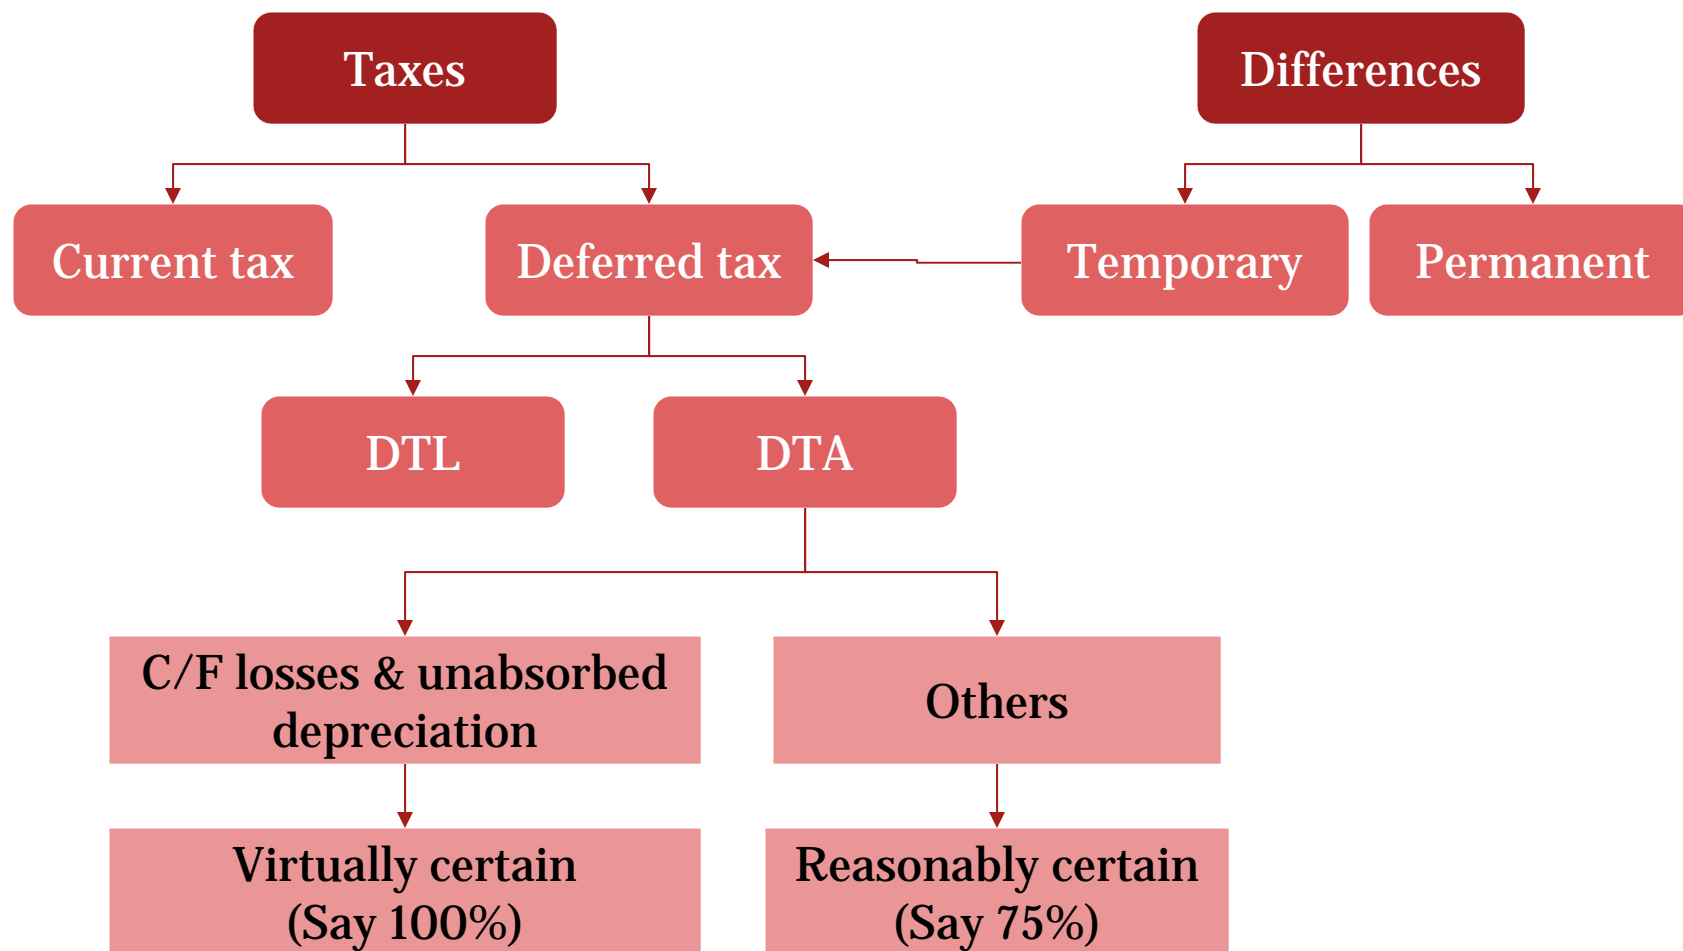 Taxes
Differences
Current tax
Deferred tax
Temporary
Permanent
DTL
DTA
C/F losses & unabsorbed
depreciation
Others
Virtually certain
(Say 100%)
Reasonably certain
(Say 75%)